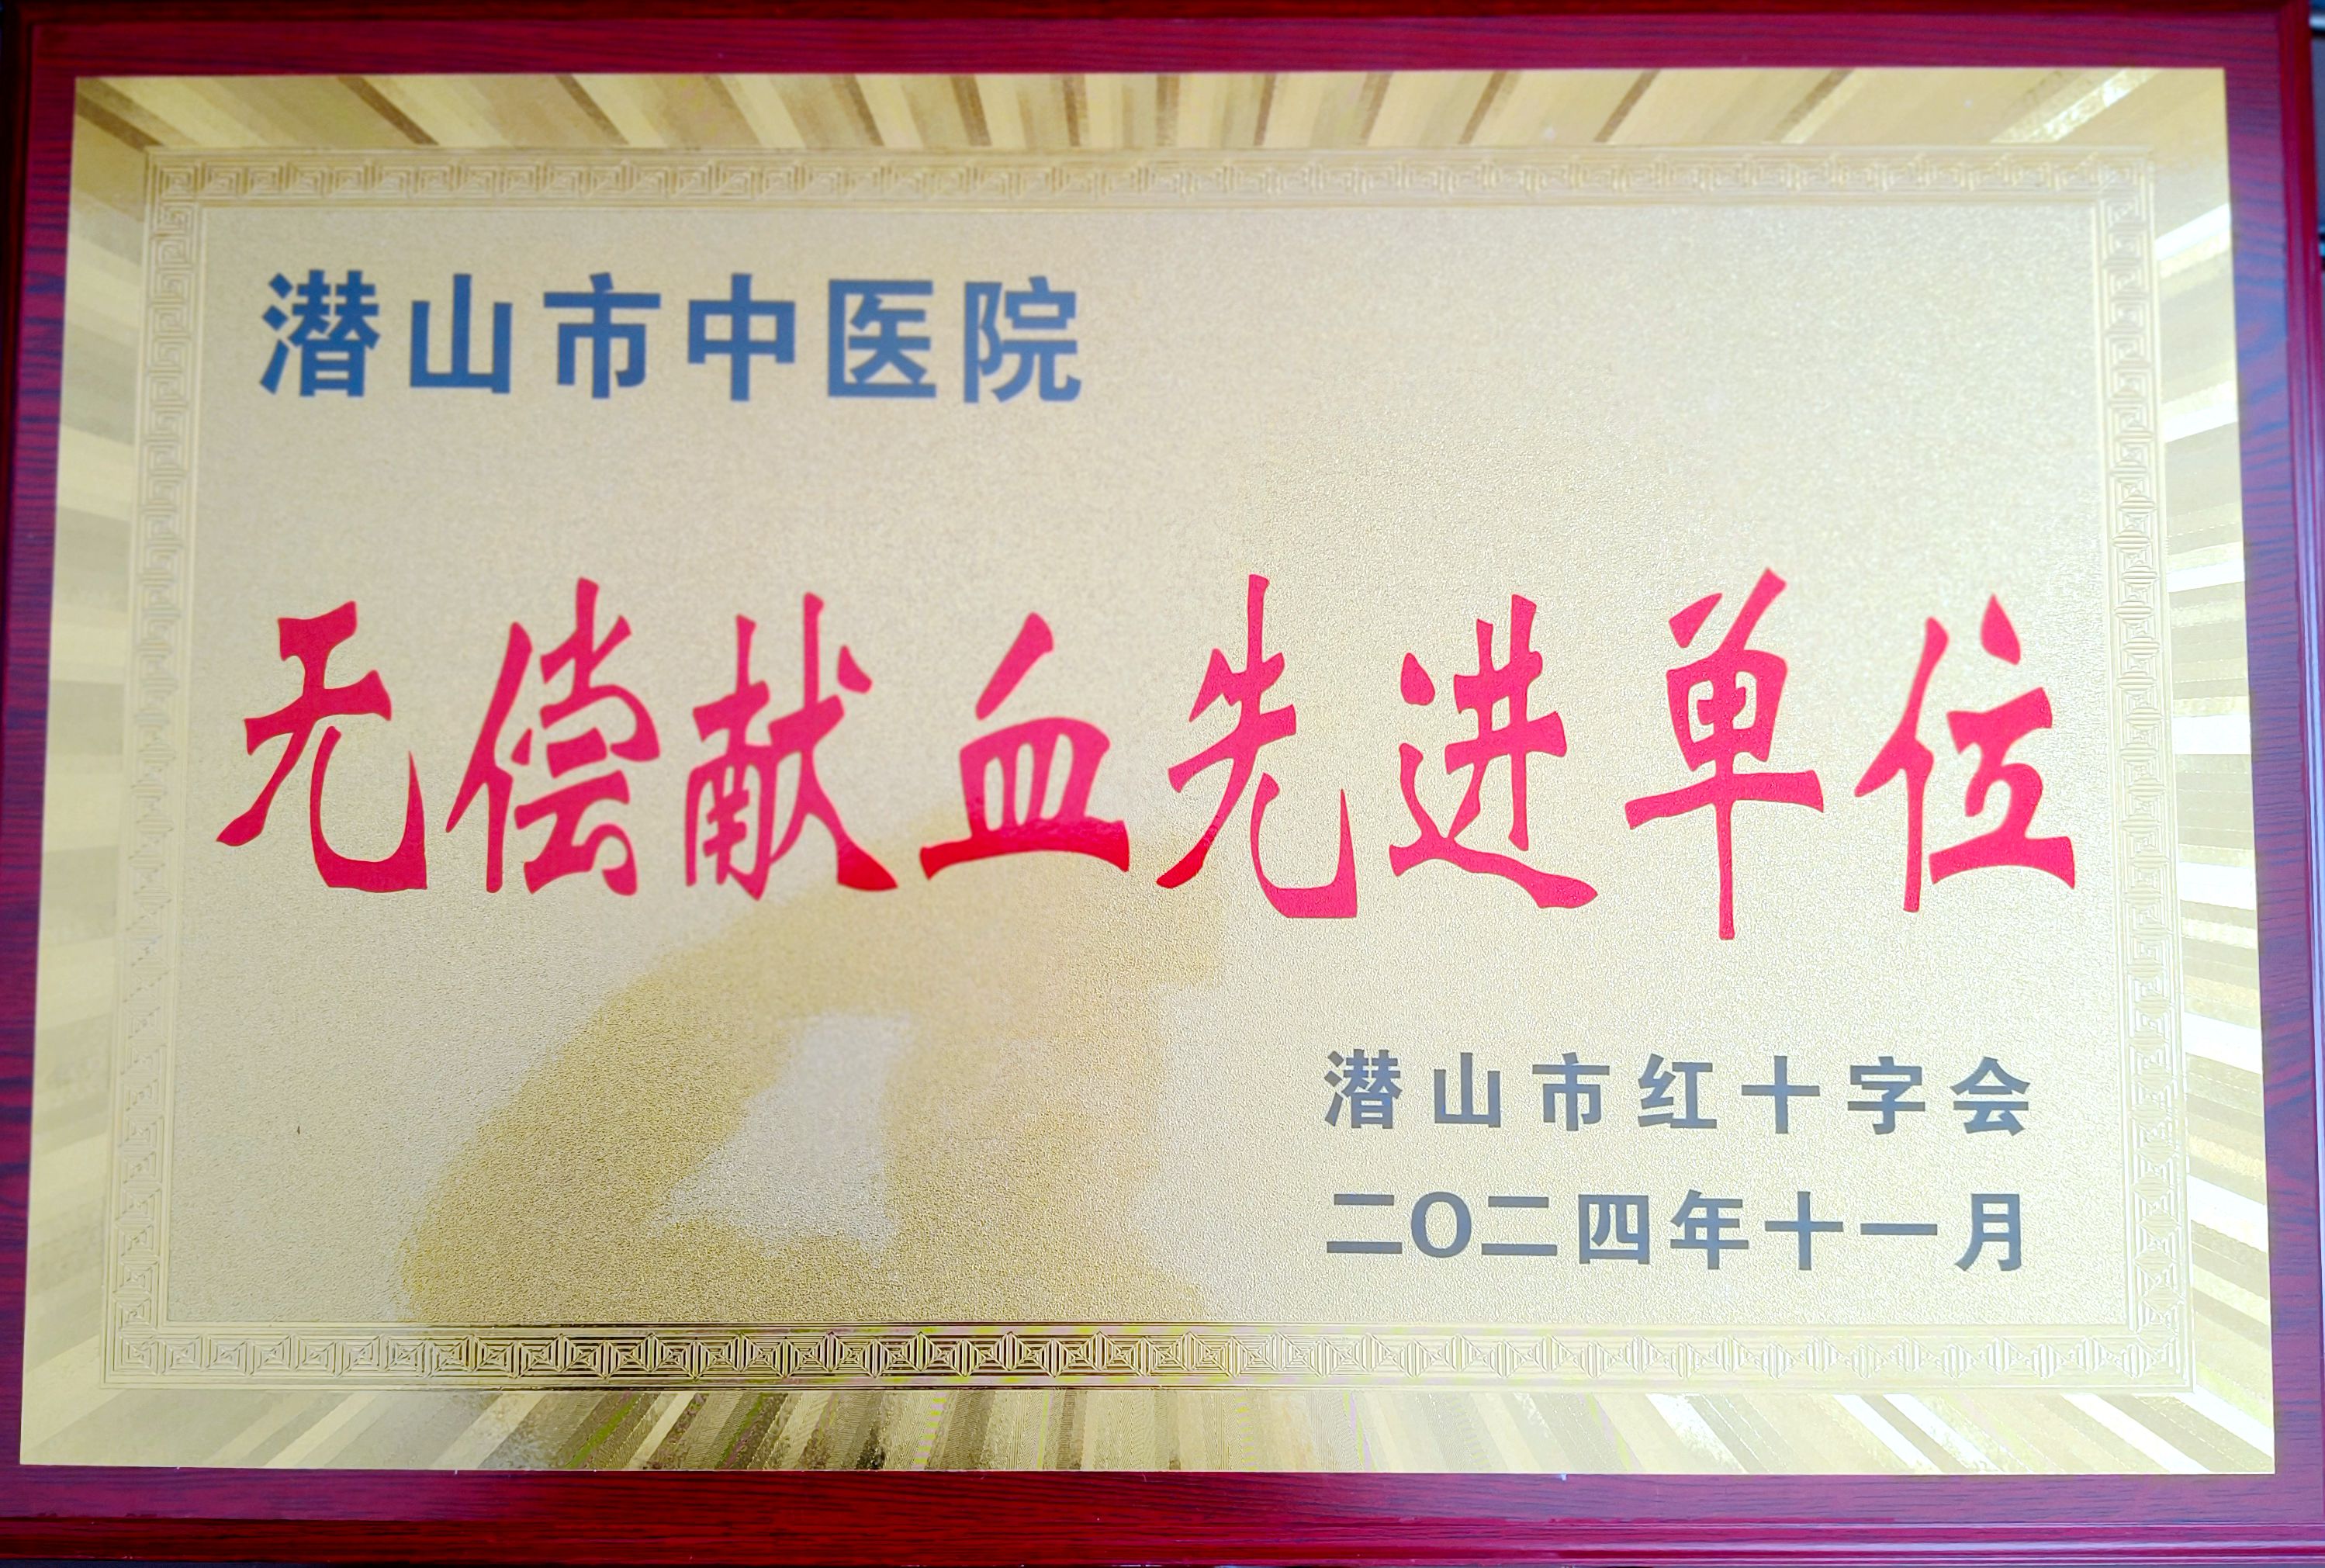 潜山市中医院
无偿献血先进单位
潜山市红十字会
二O二四年十一月